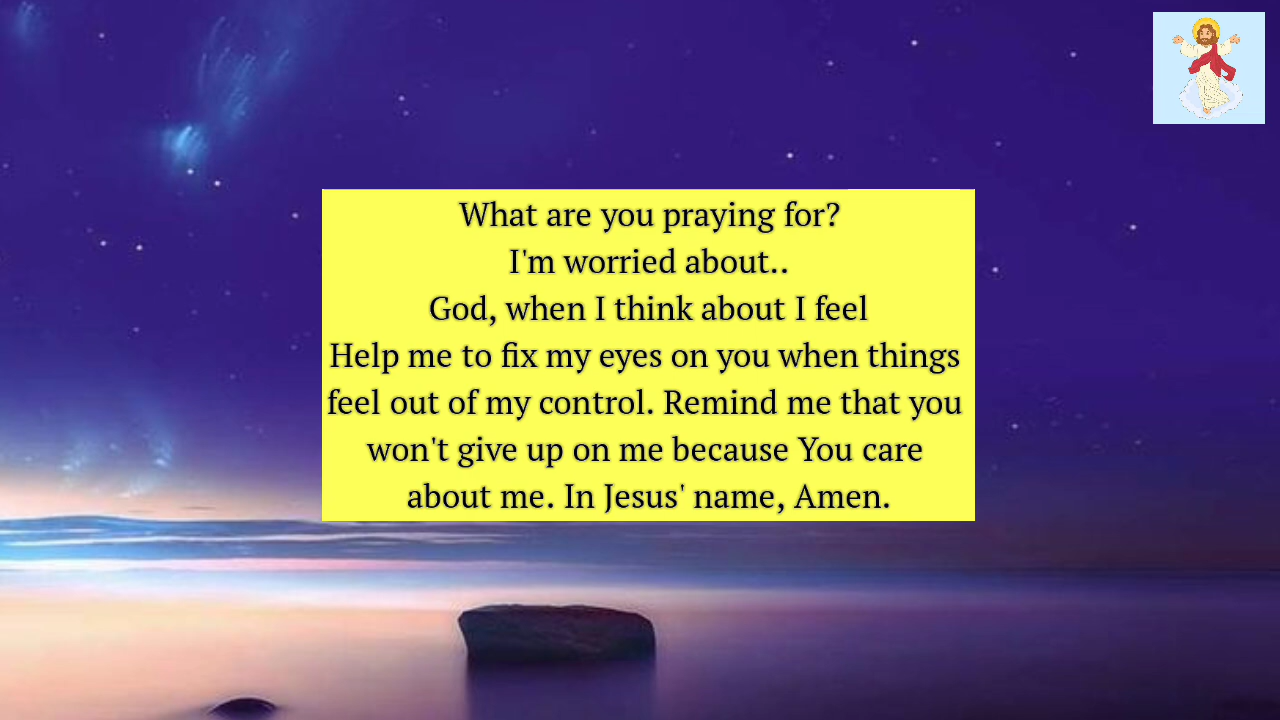 What are you praying for?
I'm worried about..
God, when I think about I feel
Help me to fix my eyes on you when things
feel out of my control. Remind me that you
won't give up on me because You care
about me. In Jesus' name, Amen.